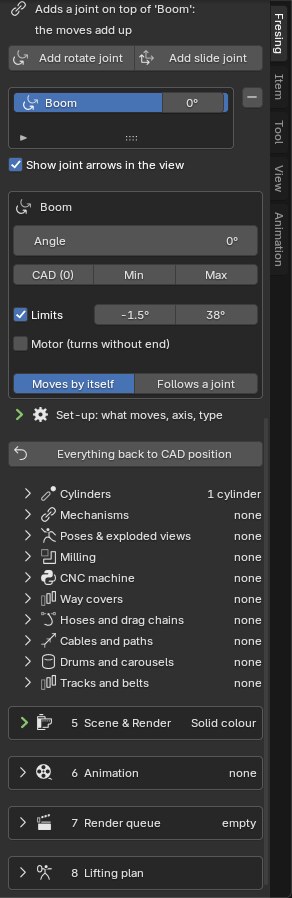 Adds a joint on top of 'Boom':
the moves add up
Add rotate joint
Add slide joint
Boom 0°
Show joint arrows in the view
Boom
Angle 0°
CAD (0) Min Max
Limits -1.5° 38°
Motor (turns without end)
Moves by itself Follows a joint
Set-up: what moves, axis, type
Everything back to CAD position
Cylinders 1 cylinder
Mechanisms none
Poses & exploded views none
Milling none
CNC machine none
Way covers none
Hoses and drag chains none
Cables and paths none
Drums and carousels none
Tracks and belts none
5 Scene & Render Solid colour
6 Animation none
7 Render queue empty
8 Lifting plan
Fresing
Item
Tool
View
Animation